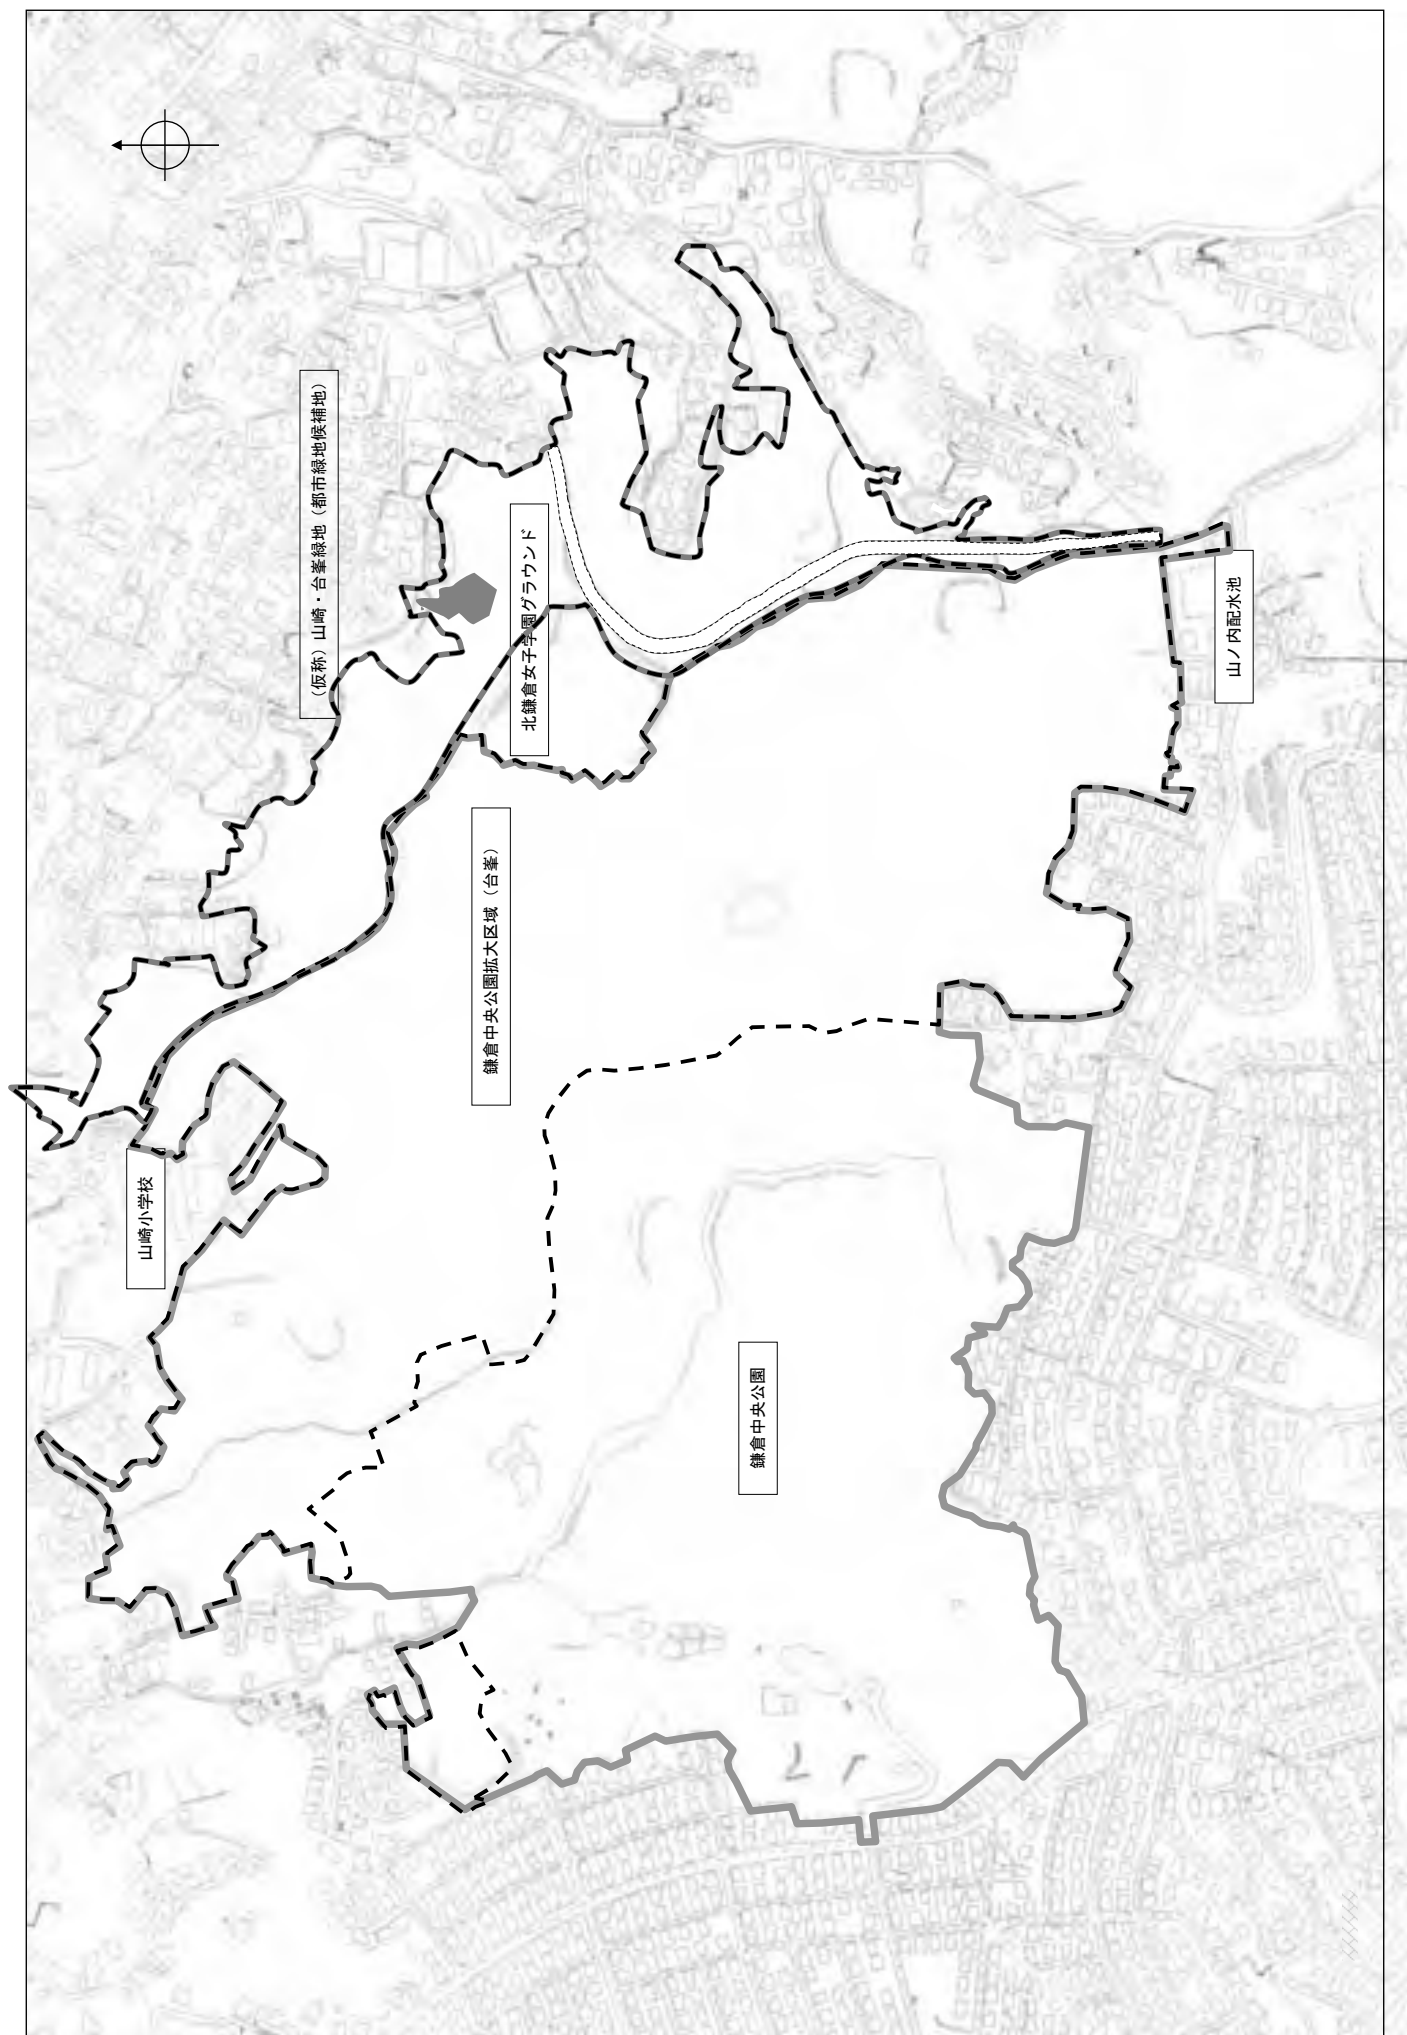 （仮称）山崎・台峯緑地（都市緑地候補地）
北鎌倉女子学園グラウンド
鎌倉中央公園拡大区域（台峯）
山ノ内配水池
山崎小学校
鎌倉中央公園